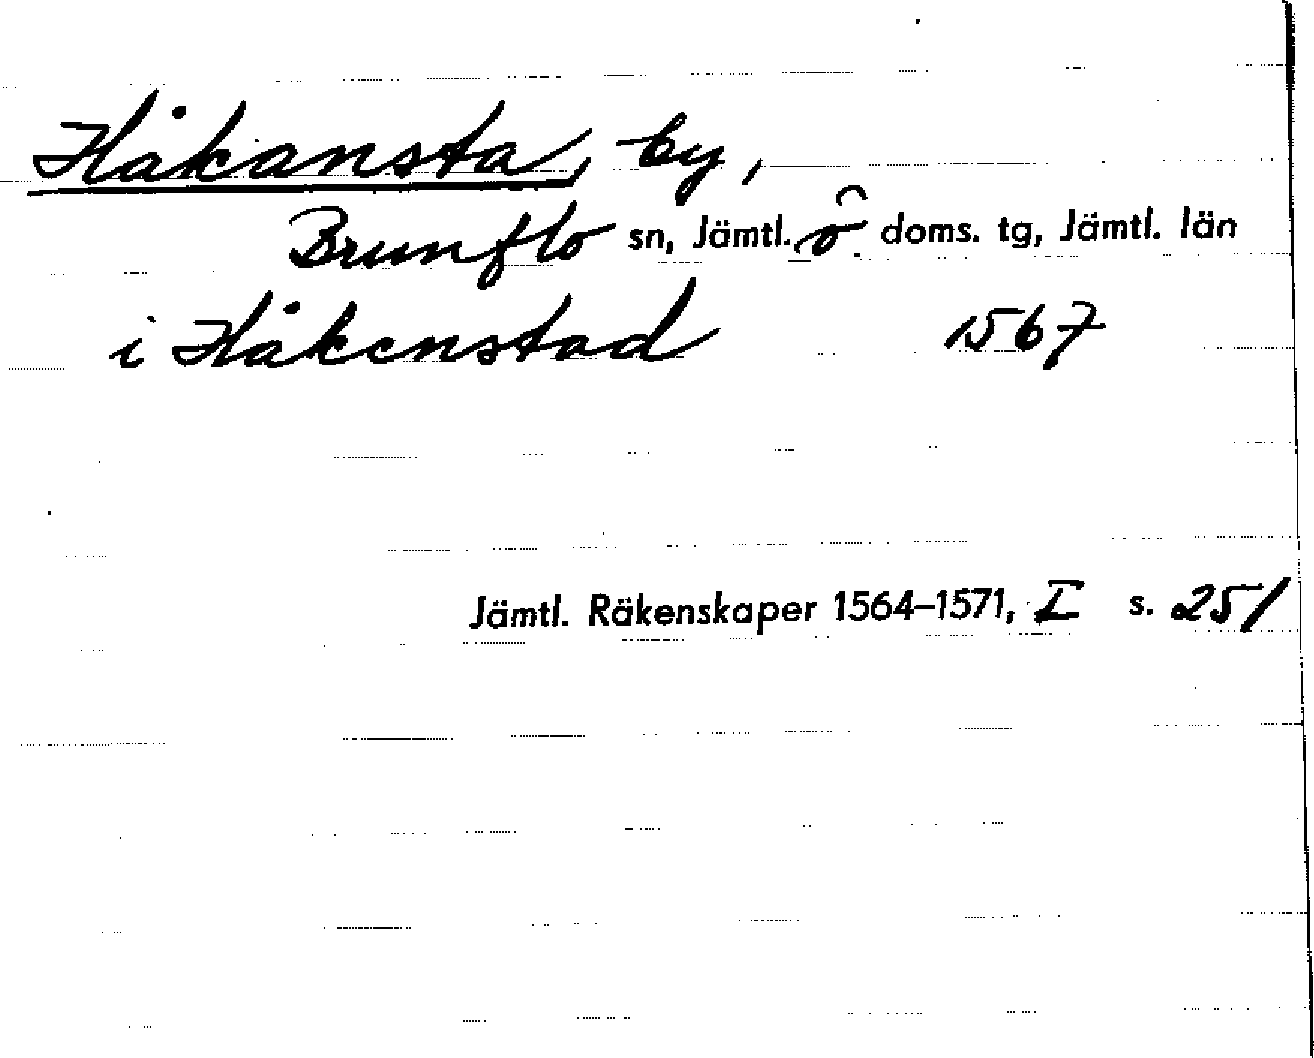 Håkansta, by,
Brunflo sn, Jämtl. ö. doms. tg, Jämtl. län
i Håkenstad 1567
Jämtl. Räkenskaper 1564–1571, I s. 251